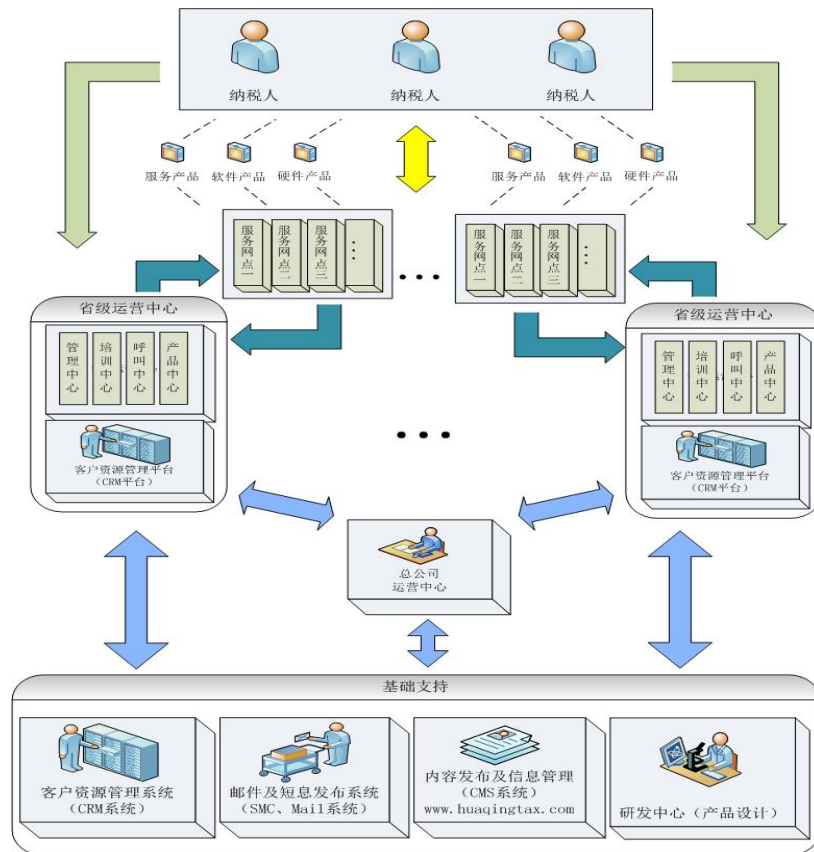 纳税人
纳税人
纳税人
服务产品
软件产品
硬件产品
服务产品
软件产品
硬件产品
服务网点一
服务网点二
服务网点三
...
服务网点一
服务网点二
服务网点三
...
...
省级运营中心
管理中心
培训中心
呼叫中心
产品中心
客户资源管理平台
(CRM平台)
省级运营中心
管理中心
培训中心
呼叫中心
产品中心
客户资源管理平台
(CRM平台)
...
总公司
运营中心
基础支持
客户资源管理系统
(CRM系统)
邮件及短息发布系统
(SMC、Mail系统)
内容发布及信息管理
(CMS系统)
www.huaqingtax.com
研发中心(产品设计)